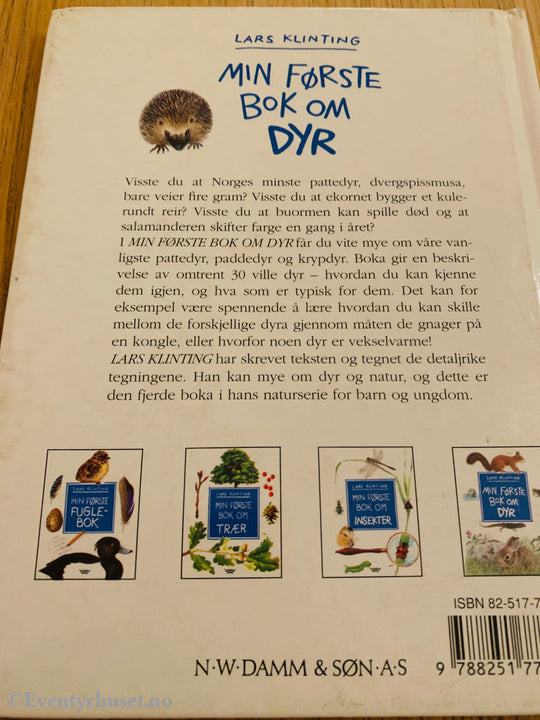 LARS KLINTING
MIN FØRSTE
BOK OM
DYR
Visste du at Norges minste pattedyr, dvergspissmusa,
bare veier fire gram? Visste du at ekornet bygger et kule-
rundt reir? Visste du at buormen kan spille død og at
salamanderen skifter farge en gang i året?
I MIN FØRSTE BOK OM DYR får du vite mye om våre van-
ligste pattedyr, paddedyr og krypdyr. Boka gir en beskri-
velse av omtrent 30 ville dyr – hvordan du kan kjenne
dem igjen, og hva som er typisk for dem. Det kan for
eksempel være spennende å lære hvordan du kan skille
mellom de forskjellige dyra gjennom måten de gnager på
en kongle, eller hvorfor noen dyr er vekselvarme!
LARS KLINTING har skrevet teksten og tegnet de detaljrike
tegningene. Han kan mye om dyr og natur, og dette er
den fjerde boka i hans naturserie for barn og ungdom.
LARS KLINTING
MIN FØRSTE
FUGLE-
BOK
LARS KLINTING
MIN FØRSTE
BOK OM
TRÆR
LARS KLINTING
MIN FØRSTE
BOK OM
INSEKTER
LARS KLINTING
MIN FØRSTE
BOK OM
DYR
ISBN 82-517-7
N·W·DAMM & SØN·A·S
9 788251 77
©Eventyrhuset.no